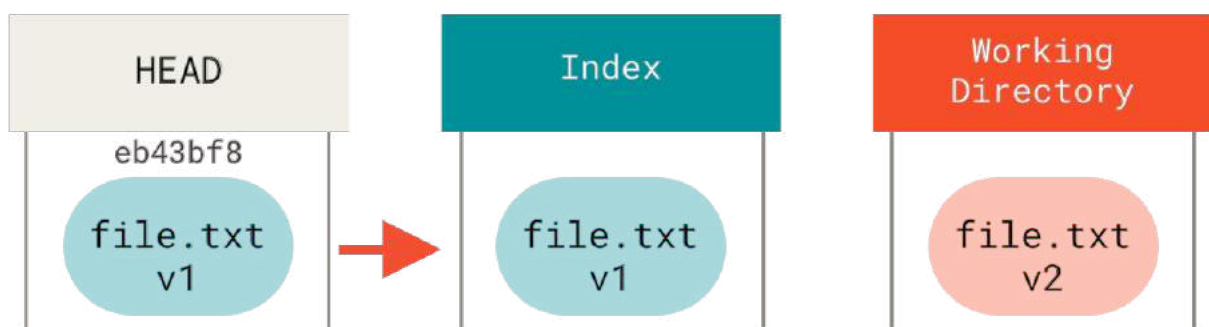 HEAD
Index
Working
Directory
eb43bf8
file.txt
v1
file.txt
v1
file.txt
v2